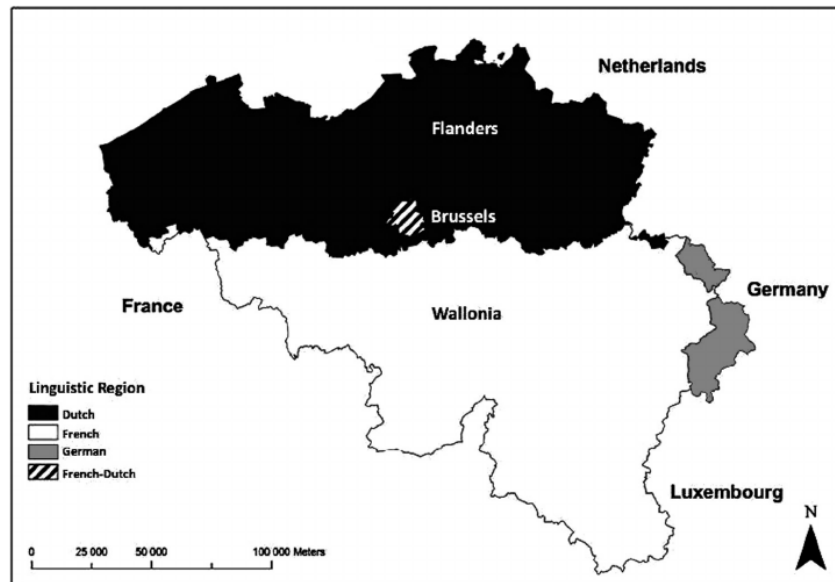 Netherlands
Flanders
Brussels
Germany
France
Wallonia
Linguistic Region
Dutch
French
German
French-Dutch
Luxembourg
N
0 25 000 50 000 100 000 Meters